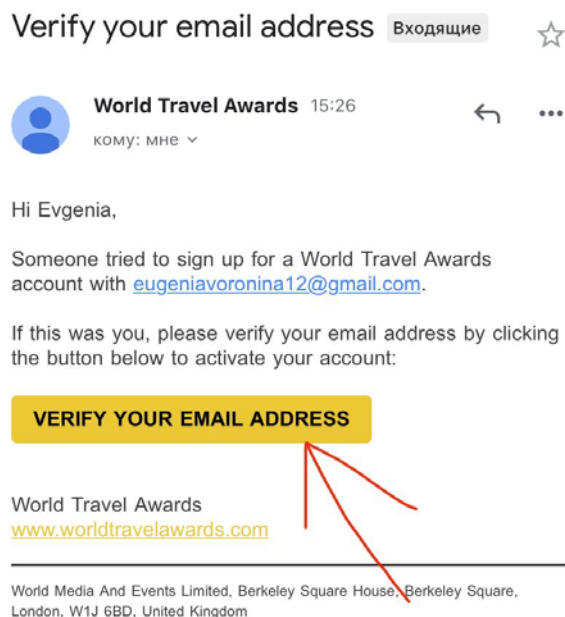 Verify your email address Входящие
World Travel Awards 15:26
кому: мне
Hi Evgenia,
Someone tried to sign up for a World Travel Awards
account with eugeniavoronina12@gmail.com.
If this was you, please verify your email address by clicking
the button below to activate your account:
VERIFY YOUR EMAIL ADDRESS
World Travel Awards
www.worldtravelawards.com
World Media And Events Limited, Berkeley Square House, Berkeley Square,
London, W1J 6BD, United Kingdom